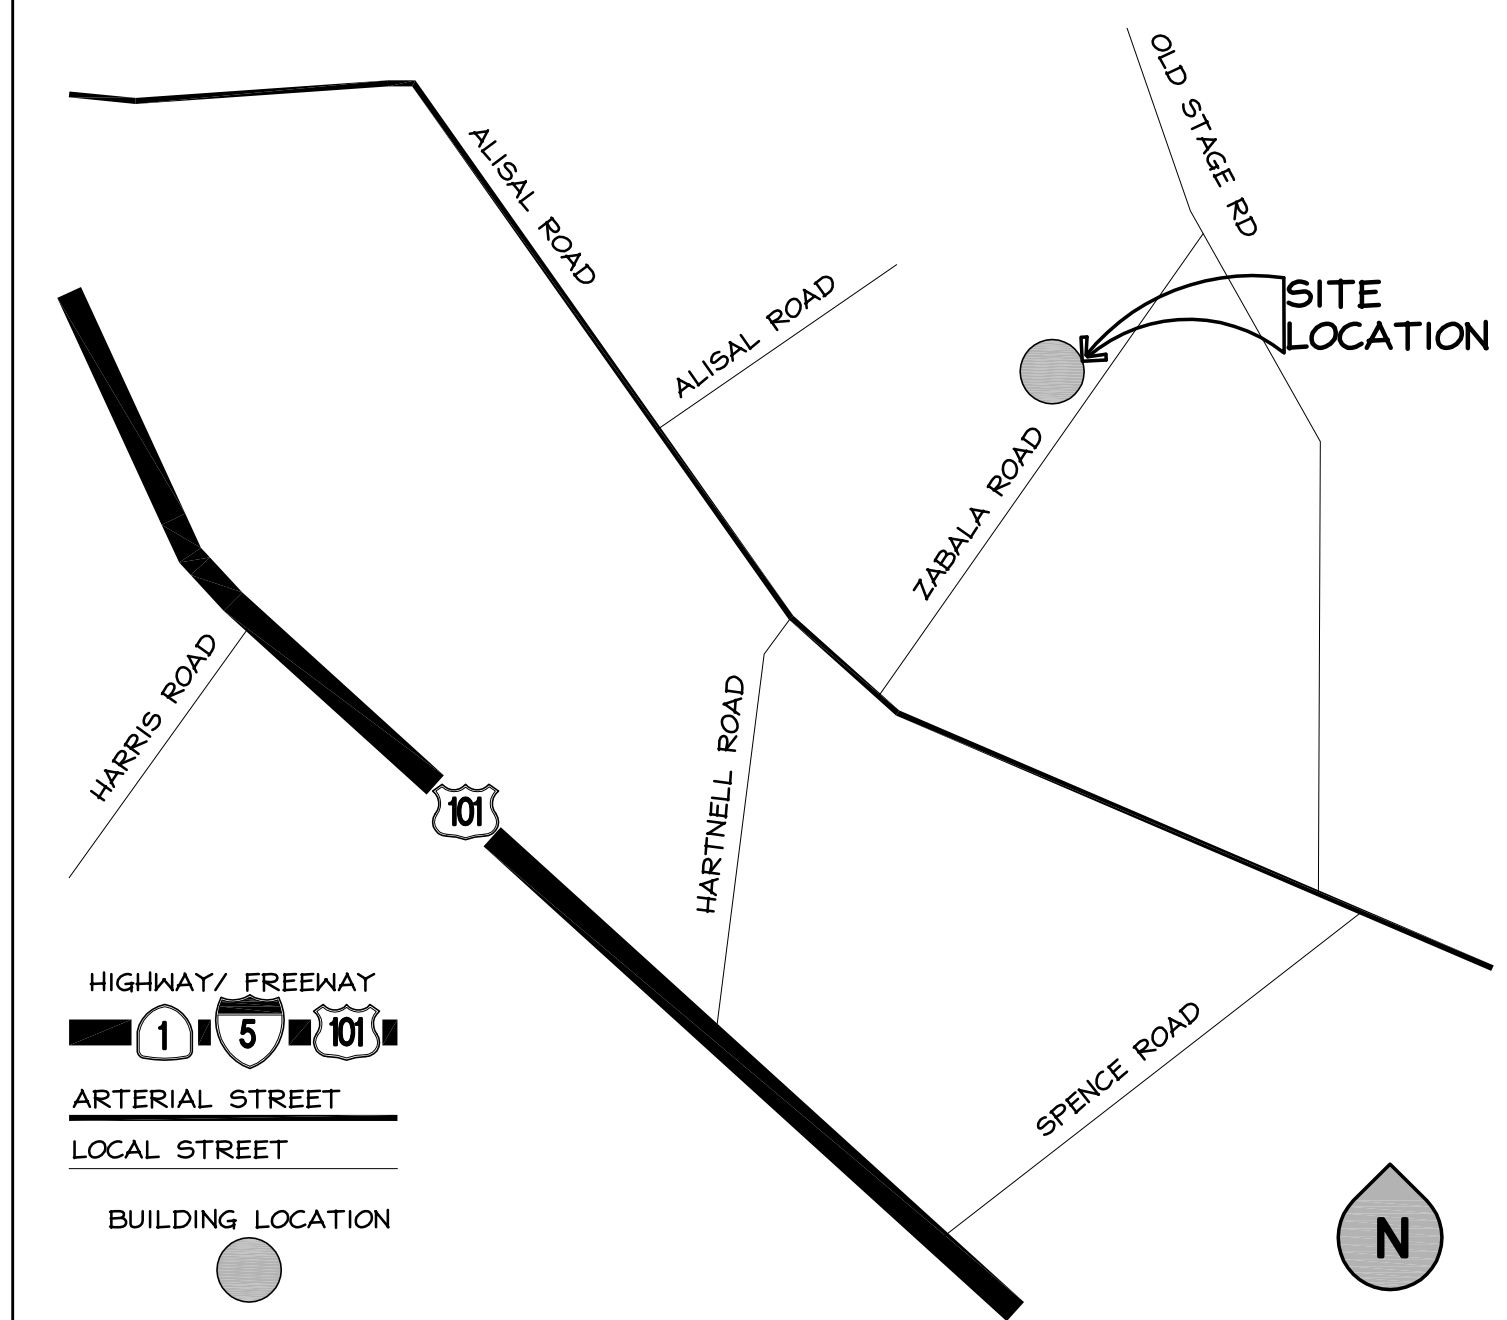 OLD STAGE RD
ALISAL ROAD
ALISAL ROAD
SITE
LOCATION
ZABALA ROAD
HARRIS ROAD
HARTNELL ROAD
101
HIGHWAY/ FREEWAY
1
5
101
SPENCE ROAD
ARTERIAL STREET
LOCAL STREET
BUILDING LOCATION
N